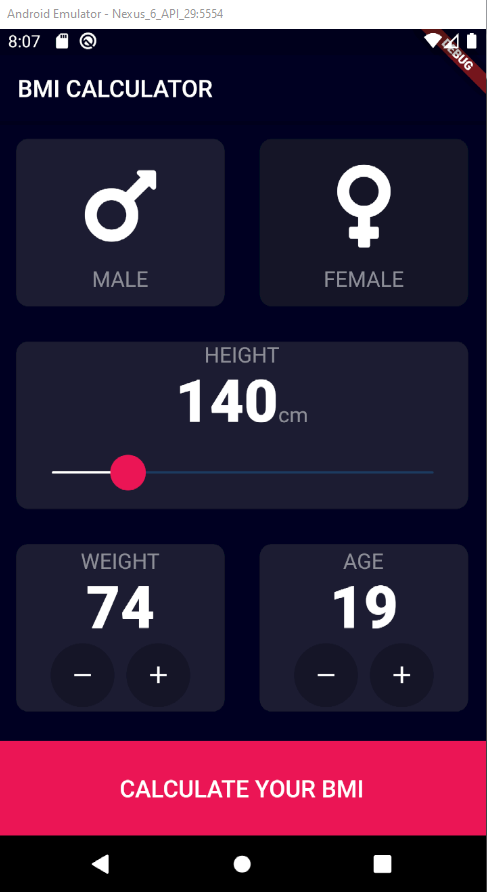 Android Emulator - Nexus_6_API_29:5554
8:07
DEBUG
BMI CALCULATOR
MALE
FEMALE
HEIGHT
140cm
WEIGHT
AGE
74
19
CALCULATE YOUR BMI